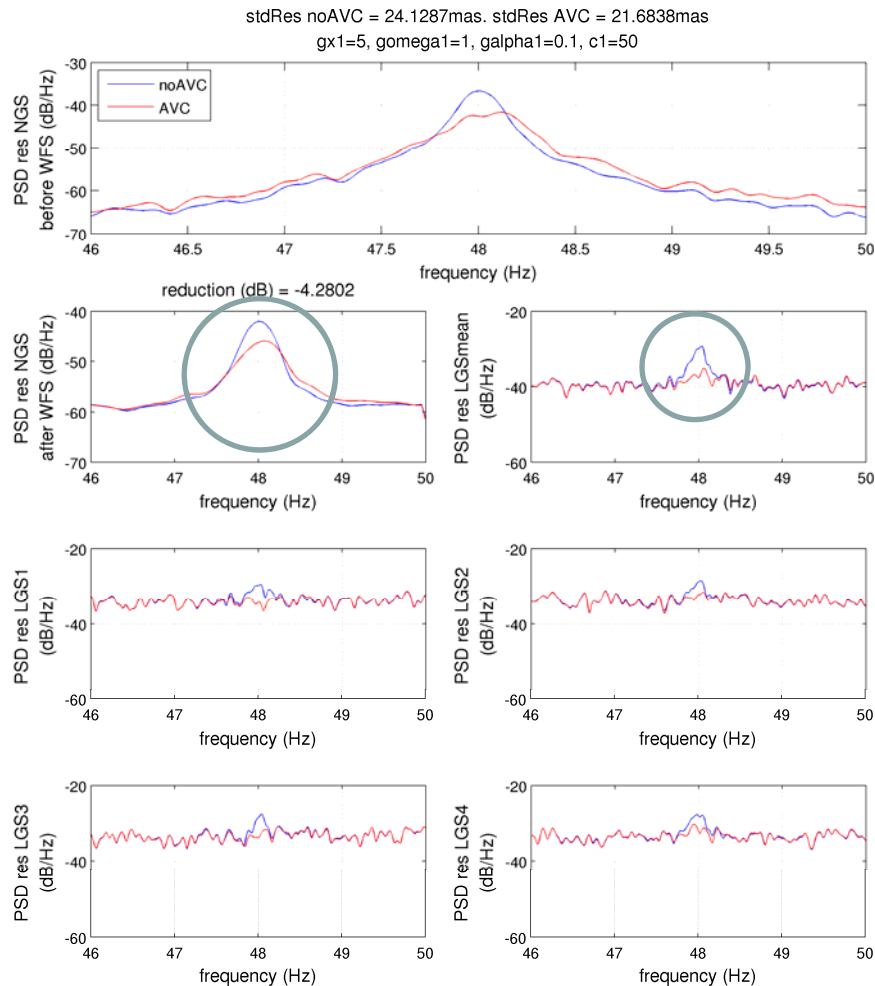 stdRes noAVC = 24.1287mas. stdRes AVC = 21.6838mas
gx1=5, gomega1=1, galpha1=0.1, c1=50
PSD res NGS
before WFS (dB/Hz)
-30
-40
-50
-60
-70
noAVC
AVC
46 46.5 47 47.5 48 48.5 49 49.5 50
frequency (Hz)
reduction (dB) = -4.2802
PSD res NGS
after WFS (dB/Hz)
-40
-50
-60
-70
46 47 48 49 50
frequency (Hz)
PSD res LGSmean
(dB/Hz)
-20
-40
-60
46 47 48 49 50
frequency (Hz)
PSD res LGS1
(dB/Hz)
-20
-40
-60
46 47 48 49 50
frequency (Hz)
PSD res LGS2
(dB/Hz)
-20
-40
-60
46 47 48 49 50
frequency (Hz)
PSD res LGS3
(dB/Hz)
-20
-40
-60
46 47 48 49 50
frequency (Hz)
PSD res LGS4
(dB/Hz)
-20
-40
-60
46 47 48 49 50
frequency (Hz)